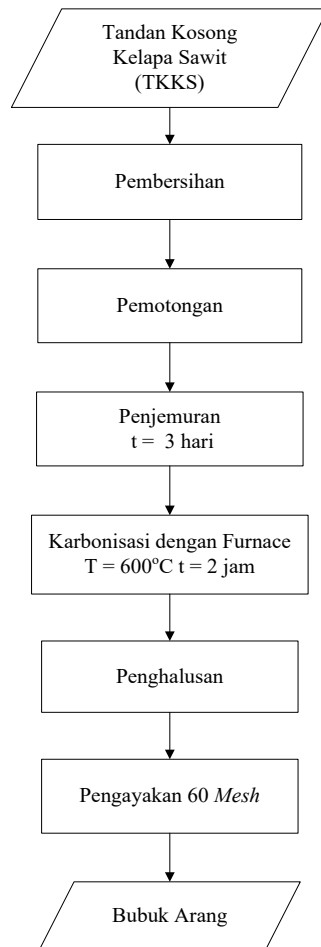 Tandan Kosong
Kelapa Sawit
(TKKS)
Pembersihan
Pemotongan
Penjemuran
t =  3 hari
Karbonisasi dengan Furnace
T = 600°C t = 2 jam
Penghalusan
Pengayakan 60 Mesh
Bubuk Arang